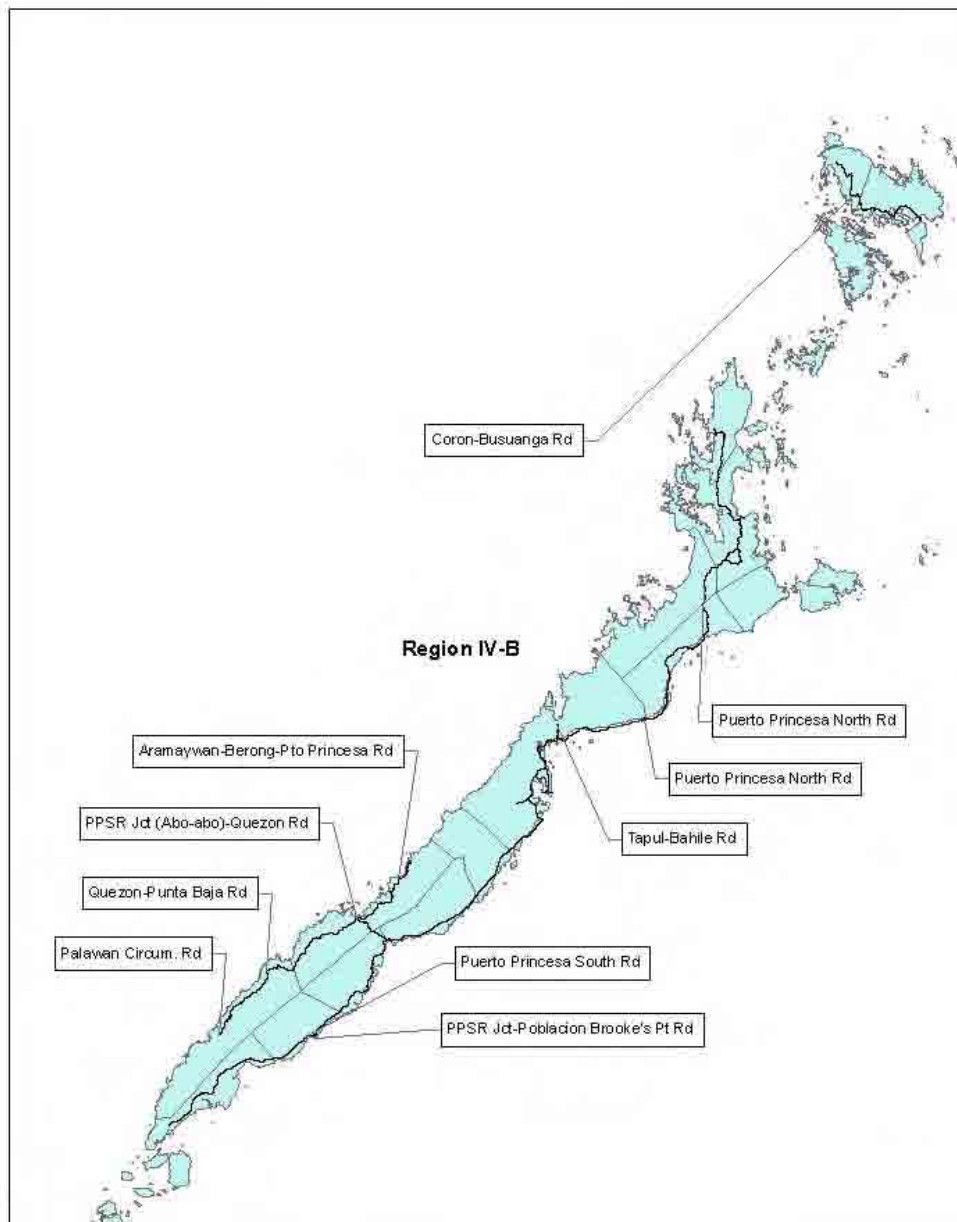 Coron-Busuanga Rd
Region IV-B
Puerto Princesa North Rd
Aramaywan-Berong-Pto Princesa Rd
Puerto Princesa North Rd
PPSR Jct (Abo-abo)-Quezon Rd
Tapul-Bahile Rd
Quezon-Punta Baja Rd
Palawan Circum. Rd
Puerto Princesa South Rd
PPSR Jct-Poblacion Brooke's Pt Rd